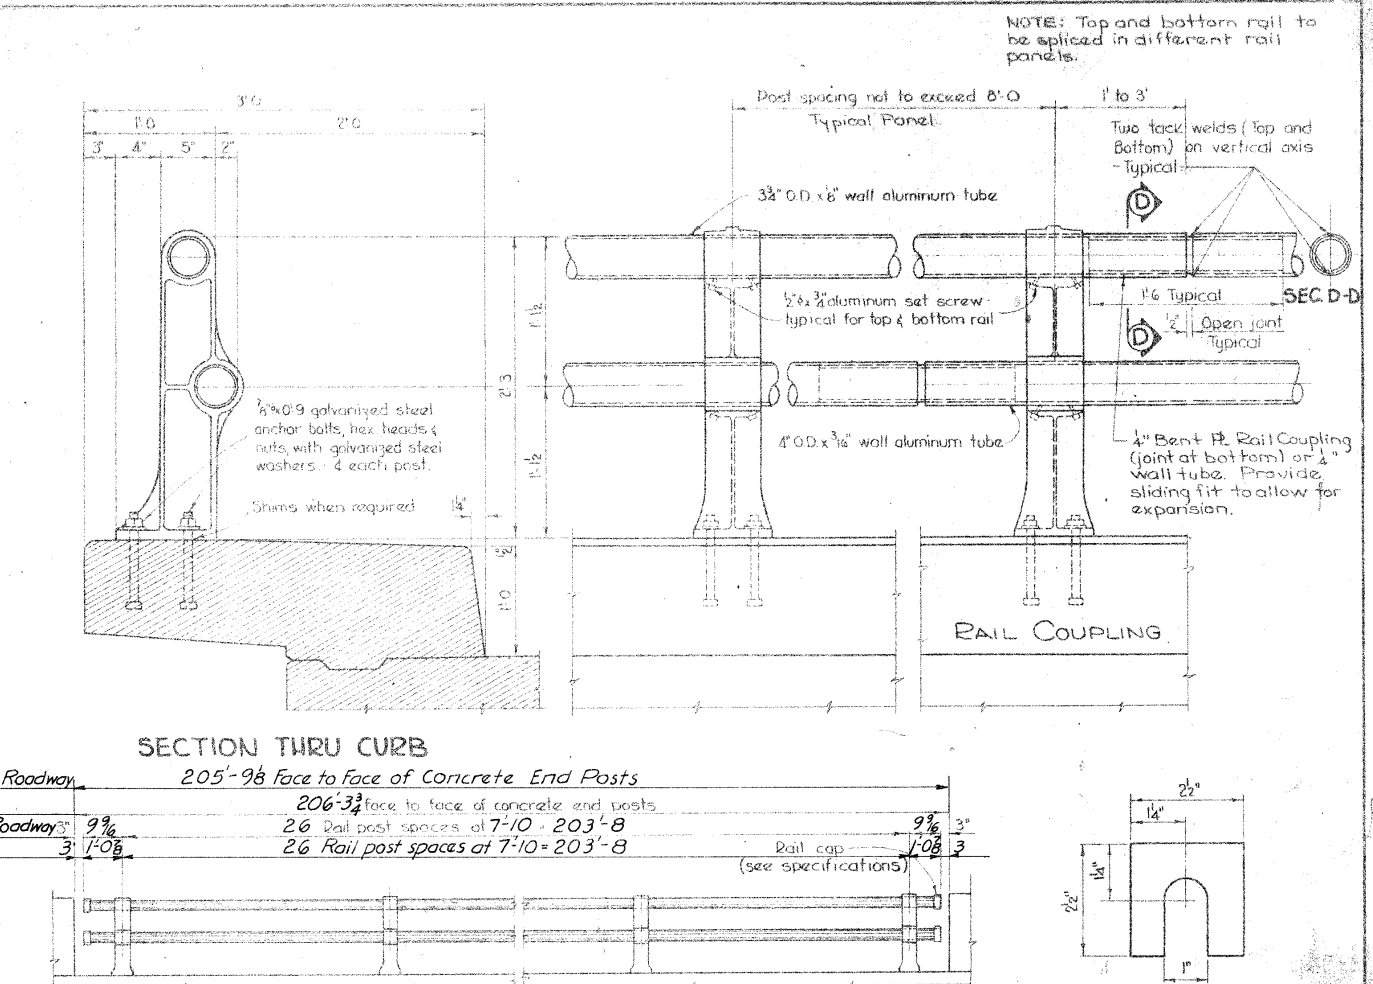 NOTE: Top and bottom rail to
be spliced in different rail
panels.
3'-0
1'-0
2'-0
3"
4"
5"
2"
Post spacing not to exceed 8'-0
Typical Panel
1' to 3'
Two tack welds (Top and
Bottom) on vertical axis
- Typical
3¾" O.D. x ⅛" wall aluminum tube
D
½"φ x ¾" aluminum set screw -
typical for top & bottom rail
1'-6 Typical
SEC. D-D
D
½"
Open joint
Typical
1'-1½
2'-3
1'-1½
⅞"φ x 0'-9 galvanized steel
anchor bolts, hex heads &
nuts, with galvanized steel
washers. 4 each post.
Shims when required
1¼"
1'-0
4" O.D. x 3/16" wall aluminum tube
¼" Bent PL Rail Coupling
(joint at bottom) or ¼"
wall tube. Provide
sliding fit to allow for
expansion.
RAIL COUPLING
SECTION THRU CURB
Roadway
205'-9⅛ Face to Face of Concrete End Posts
206'-3¾ face to face of concrete end posts
Roadway 3"
26 Rail post spaces at 7'-10 = 203'-8
3"
3
1'-0⅞
26 Rail post spaces at 7'-10 = 203'-8
1'-0⅞
3
Rail cap
(see specifications)
2½"
1¼"
2½"
1¼"
1"